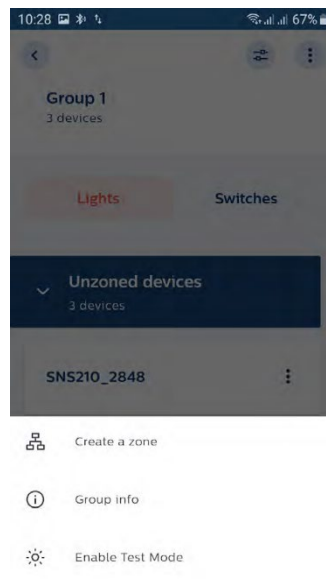 10:28 67%
Group 1
3 devices
Lights Switches
Unzoned devices
3 devices
SNS210_2848
Create a zone
Group info
Enable Test Mode